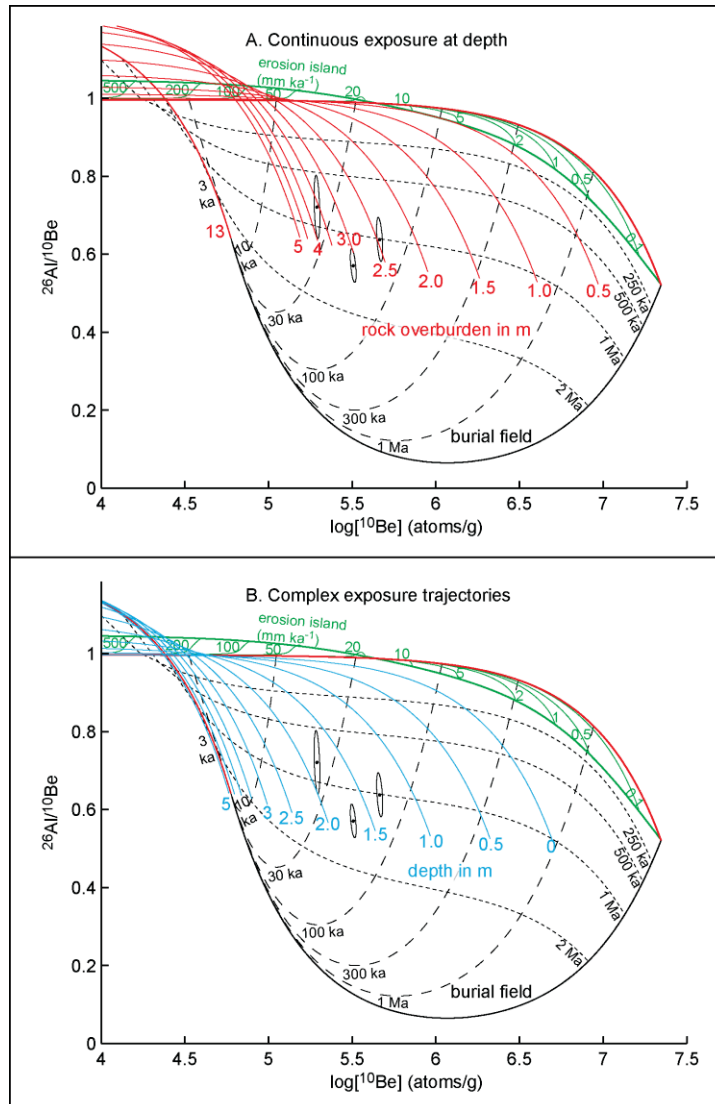 A. Continuous exposure at depth
erosion island
(mm ka⁻¹)
500
200
100
50
20
10
5
2
1
0.5
0.1
1
0.8
0.6
0.4
0.2
0
²⁶Al/¹⁰Be
3
ka
13
10
ka
5
4
3.0
2.5
2.0
1.5
1.0
0.5
30 ka
rock overburden in m
100 ka
300 ka
1 Ma
burial field
250 ka
500 ka
1 Ma
2 Ma
4
4.5
5
5.5
6
6.5
7
7.5
log[¹⁰Be] (atoms/g)
B. Complex exposure trajectories
erosion island
(mm ka⁻¹)
500
200
100
50
20
10
5
2
1
0.5
0.1
1
0.8
0.6
0.4
0.2
0
²⁶Al/¹⁰Be
3
ka
5
10
ka
3
2.5
2.0
1.5
1.0
0.5
0
30 ka
depth in m
100 ka
300 ka
1 Ma
burial field
250 ka
500 ka
1 Ma
2 Ma
4
4.5
5
5.5
6
6.5
7
7.5
log[¹⁰Be] (atoms/g)